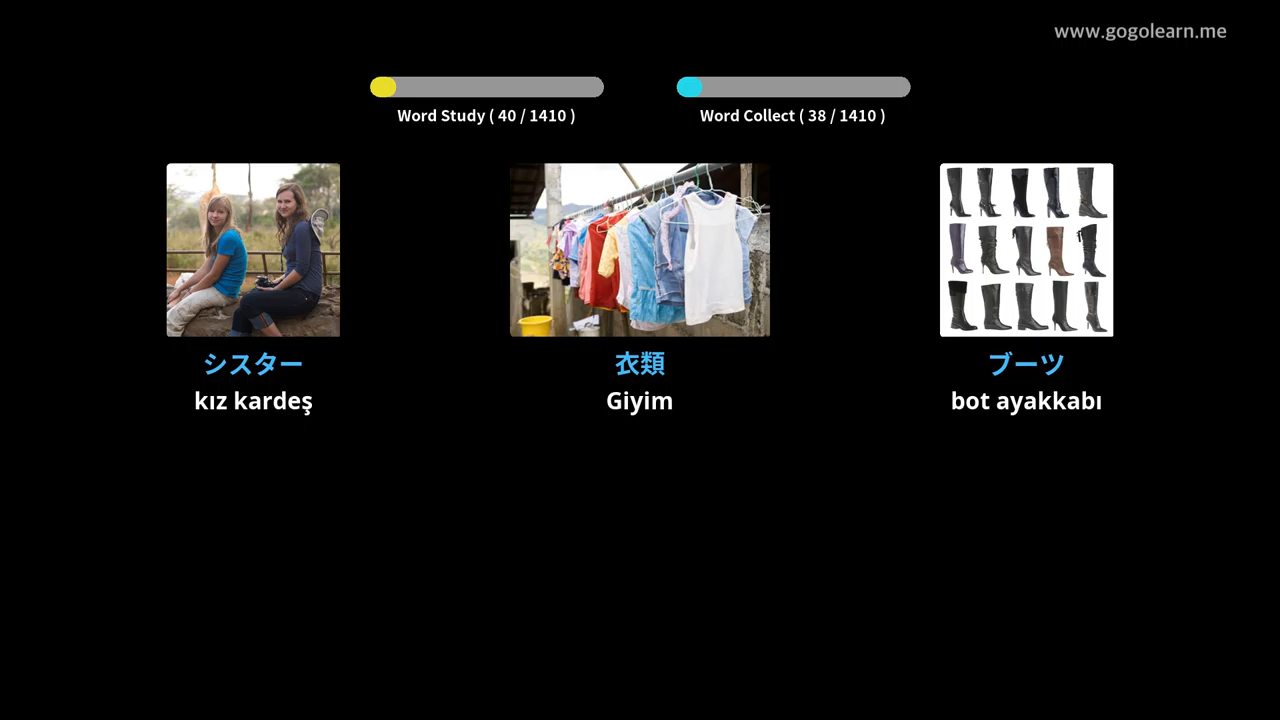 www.gogolearn.me
Word Study ( 40 / 1410 )
Word Collect ( 38 / 1410 )
シスター
衣類
ブーツ
kız kardeş
Giyim
bot ayakkabı